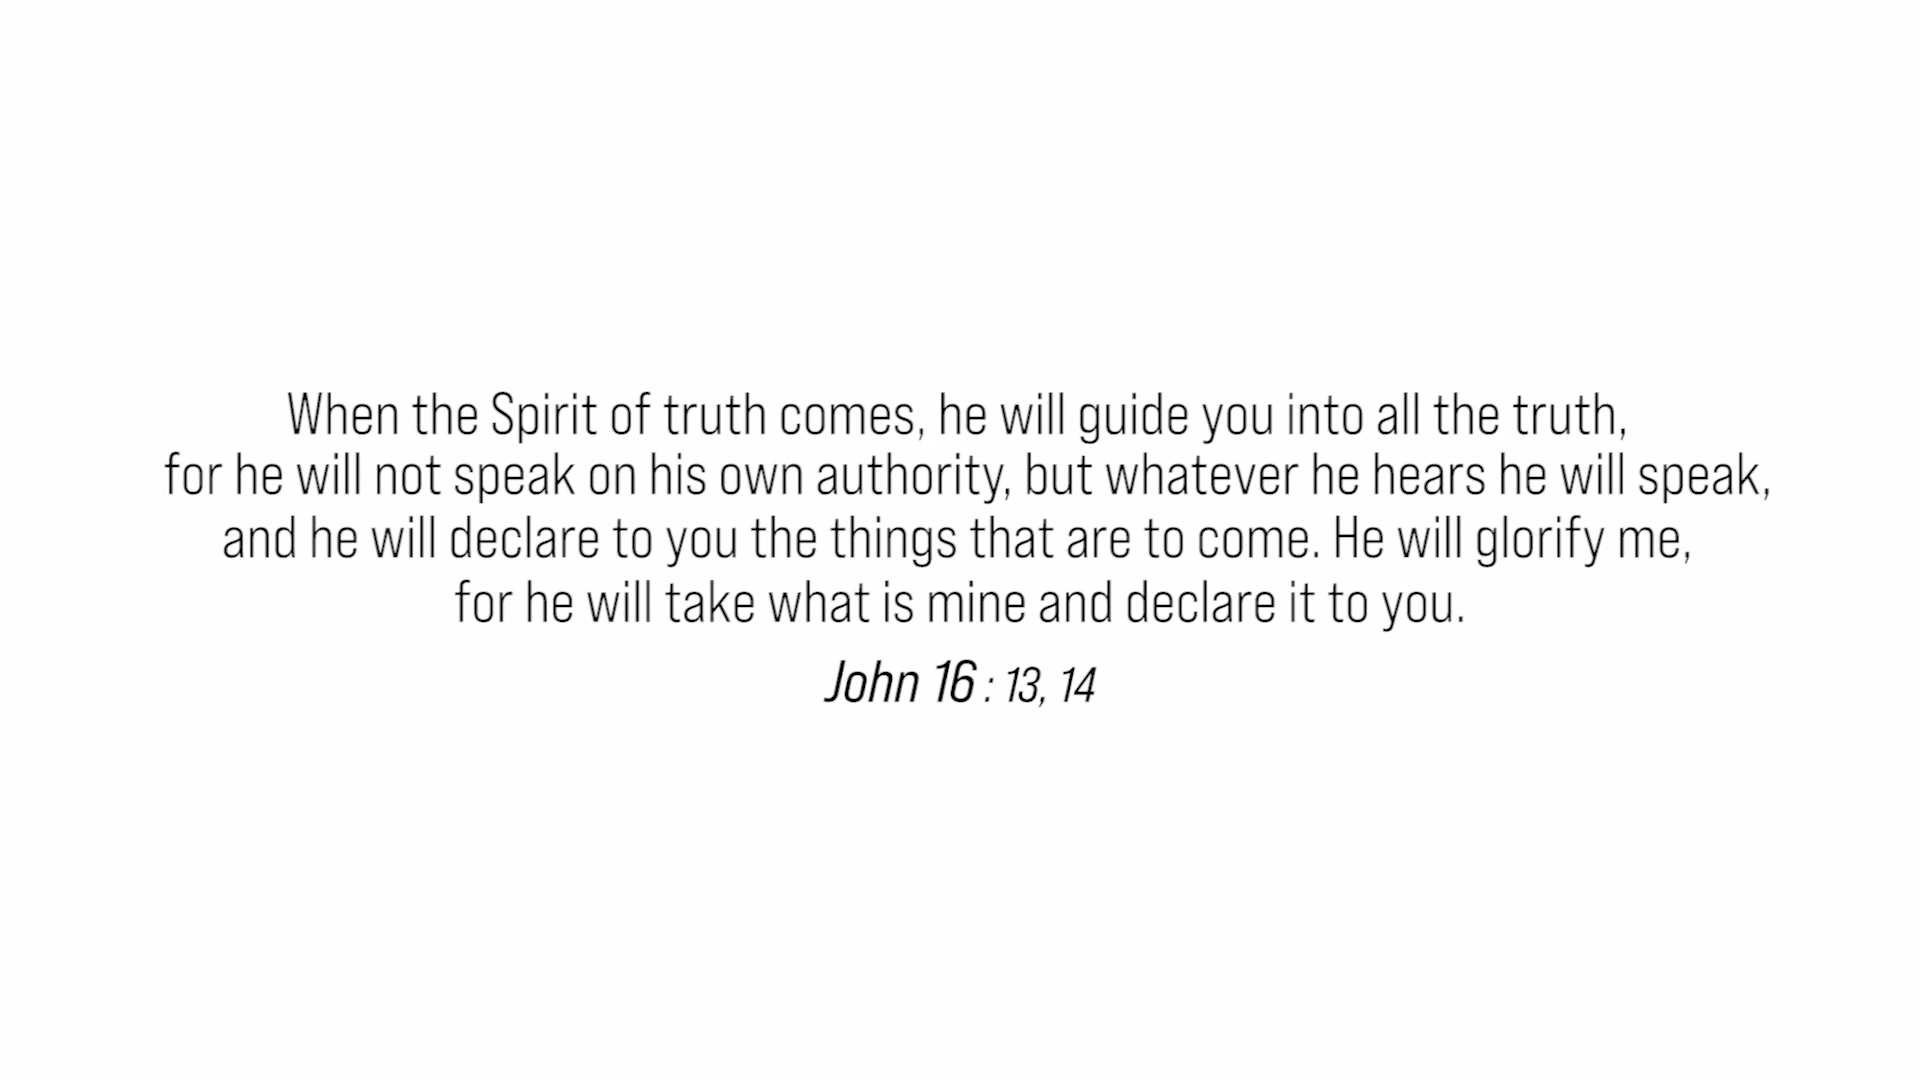 When the Spirit of truth comes, he will guide you into all the truth,
for he will not speak on his own authority, but whatever he hears he will speak,
and he will declare to you the things that are to come. He will glorify me,
for he will take what is mine and declare it to you.
John 16 : 13, 14